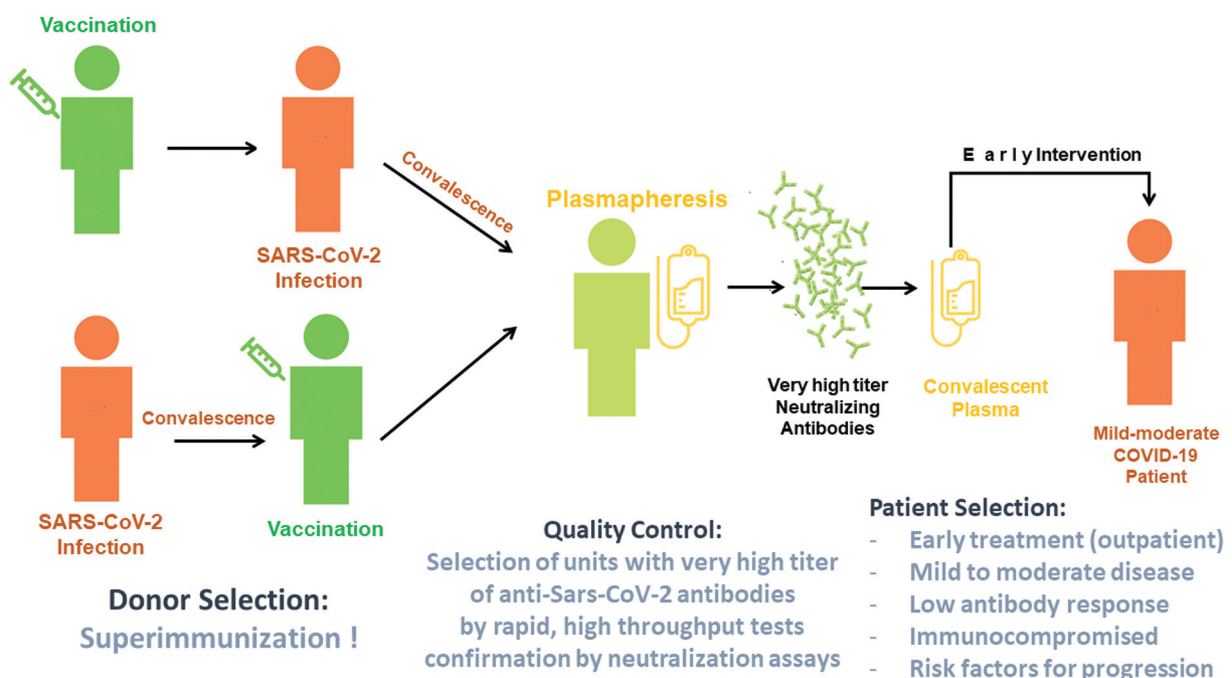 Vaccination
SARS-CoV-2
Infection
Convalescence
SARS-CoV-2
Infection
Convalescence
Vaccination
Donor Selection:
Superimmunization !
Plasmapheresis
Very high titer
Neutralizing
Antibodies
Convalescent
Plasma
E a r l y Intervention
Mild-moderate
COVID-19
Patient
Quality Control:
Selection of units with very high titer
of anti-Sars-CoV-2 antibodies
by rapid, high throughput tests
confirmation by neutralization assays
Patient Selection:
- Early treatment (outpatient)
- Mild to moderate disease
- Low antibody response
- Immunocompromised
- Risk factors for progression